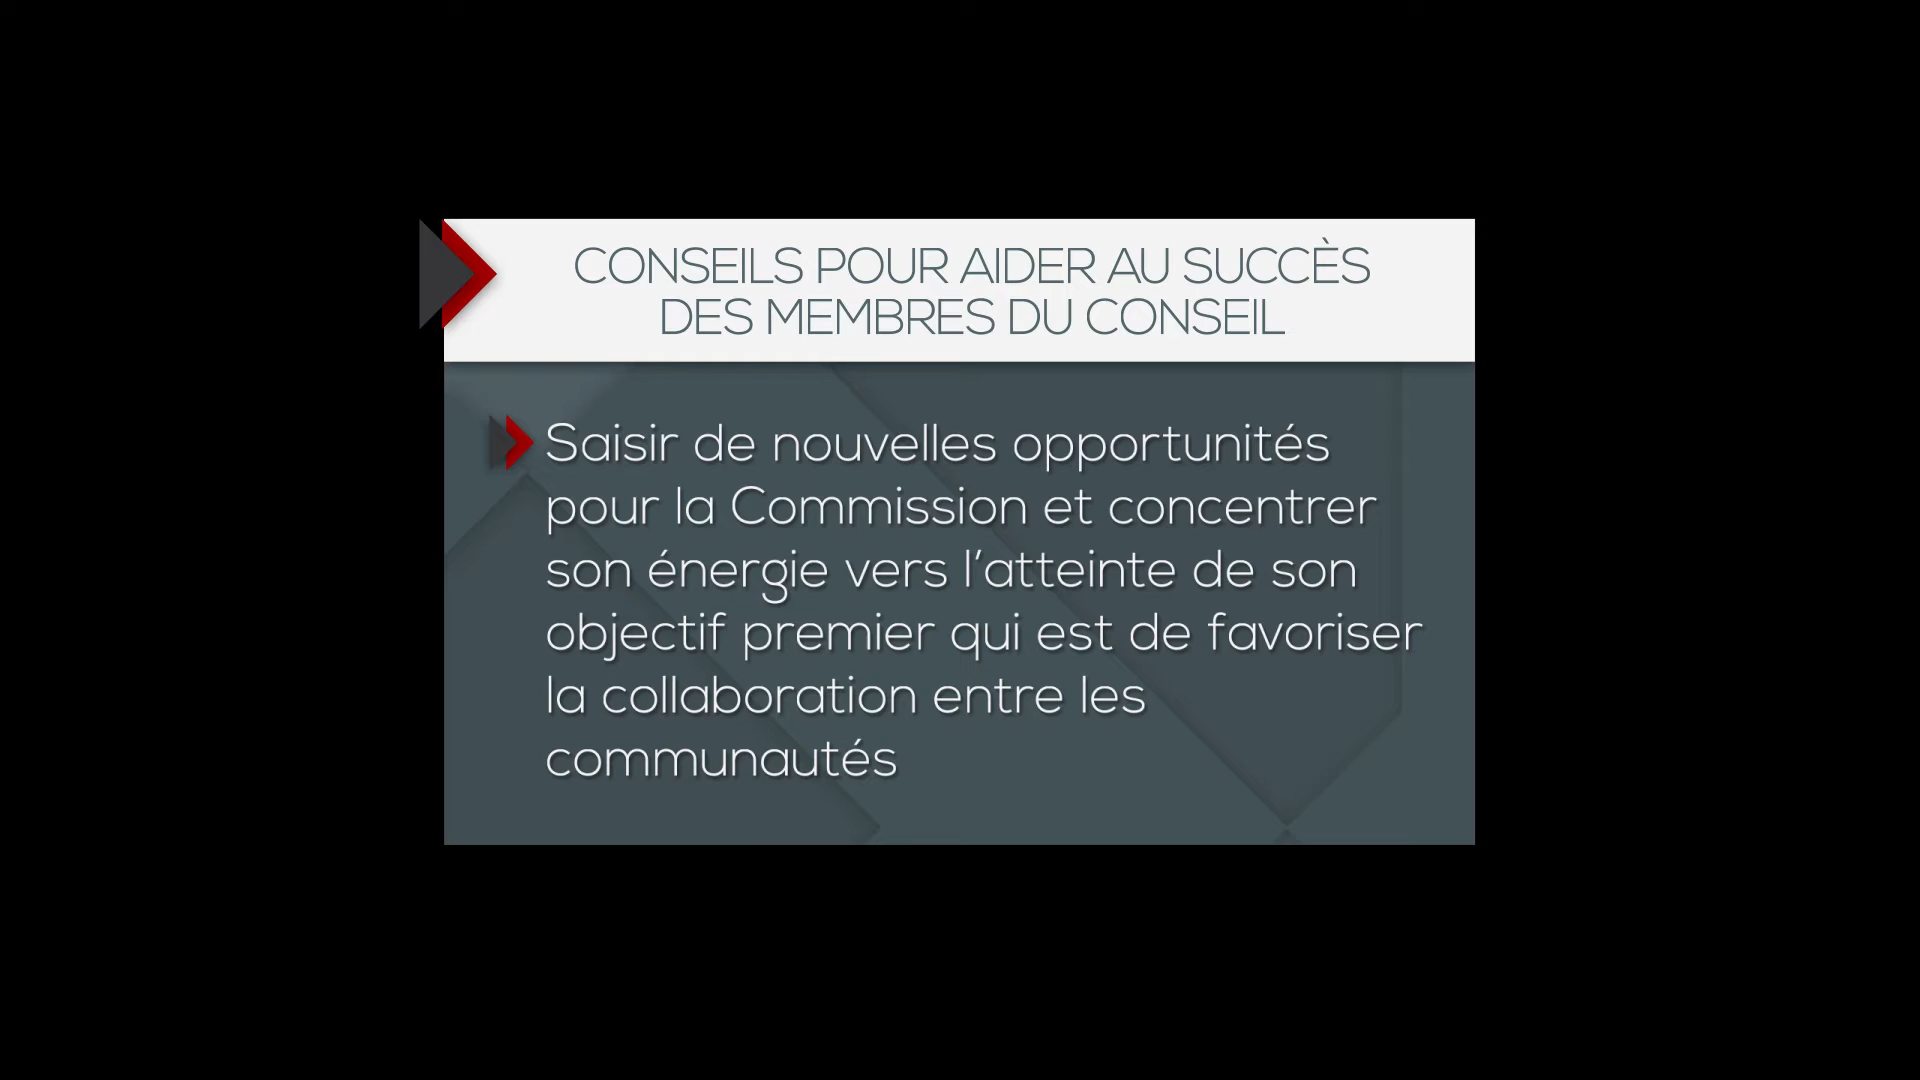 CONSEILS POUR AIDER AU SUCCÈS
DES MEMBRES DU CONSEIL
Saisir de nouvelles opportunités
pour la Commission et concentrer
son énergie vers l’atteinte de son
objectif premier qui est de favoriser
la collaboration entre les
communautés